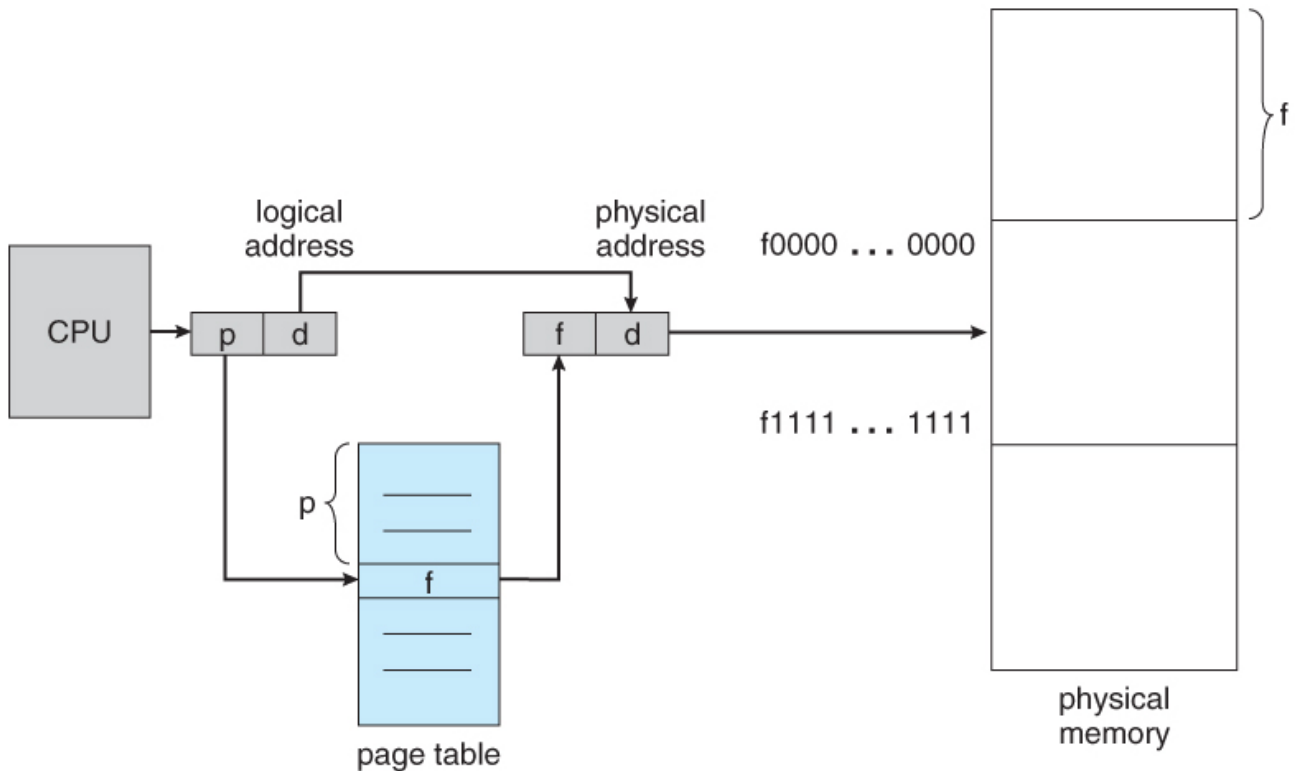 f
logical
address
physical
address
f0000 ... 0000
CPU
p
d
f
d
f1111 ... 1111
p
f
page table
physical
memory